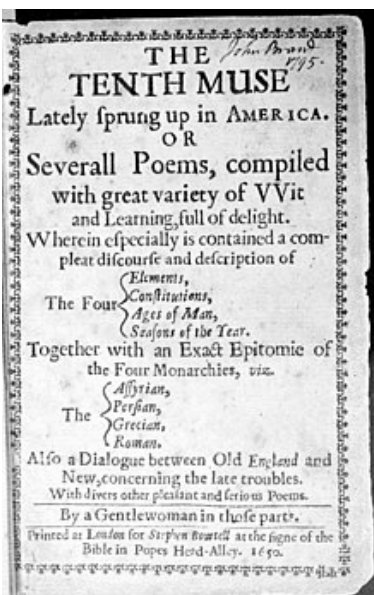 THE
John Brand
1795.
TENTH MUSE
Lately ſprung up in AMERICA.
OR
Severall Poems, compiled
with great variety of VVit
and Learning, full of delight.
Wherein eſpecially is contained a com-
pleat diſcourſe and deſcription of
The Four
Elements,
Conſtitutions,
Ages of Man,
Seaſons of the Year.
Together with an Exact Epitomie of
the Four Monarchies, viz.
The
Aſſyrian,
Perſian,
Grecian,
Roman.
Alſo a Dialogue between Old England and
New, concerning the late troubles.
With divers other pleaſant and ſerious Poems.
By a Gentlewoman in thoſe parts.
Printed at London for Stephen Bowtell at the ſigne of the
Bible in Popes Head-Alley. 1650.